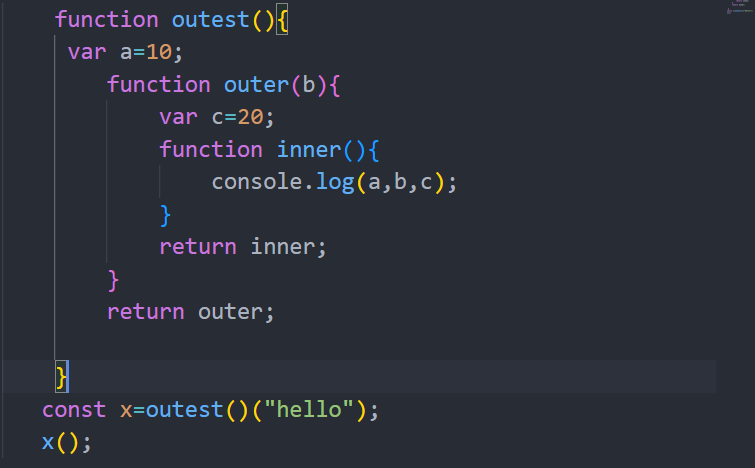 function outest(){
var a=10;
function outer(b){
var c=20;
function inner(){
console.log(a,b,c);
}
return inner;
}
return outer;
}
const x=outest()("hello");
x();